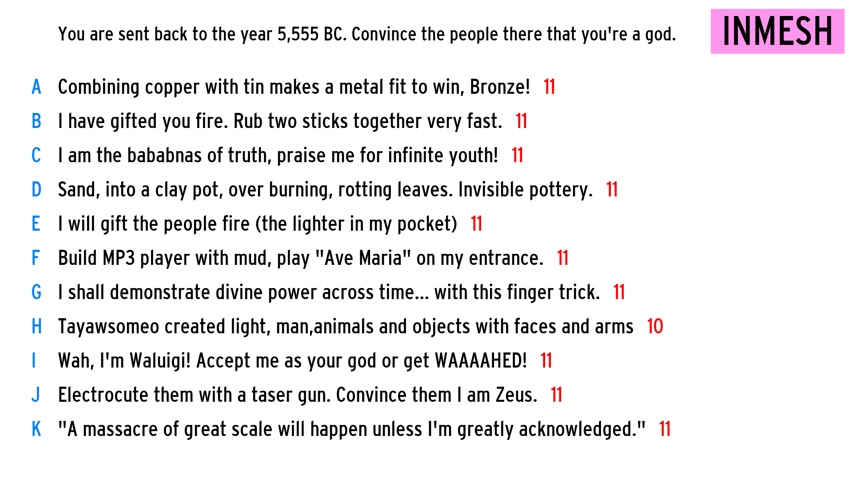 You are sent back to the year 5,555 BC. Convince the people there that you're a god.
INMESH
A Combining copper with tin makes a metal fit to win, Bronze! 11
B I have gifted you fire. Rub two sticks together very fast. 11
C I am the bababnas of truth, praise me for infinite youth! 11
D Sand, into a clay pot, over burning, rotting leaves. Invisible pottery. 11
E I will gift the people fire (the lighter in my pocket) 11
F Build MP3 player with mud, play "Ave Maria" on my entrance. 11
G I shall demonstrate divine power across time... with this finger trick. 11
H Tayawsomeo created light, man,animals and objects with faces and arms 10
I Wah, I'm Waluigi! Accept me as your god or get WAAAAHED! 11
J Electrocute them with a taser gun. Convince them I am Zeus. 11
K "A massacre of great scale will happen unless I'm greatly acknowledged." 11